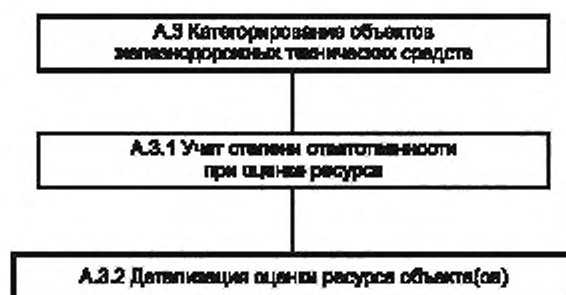 А.3 Категорирование объектов
железнодорожных технических средств
А.3.1 Учет степени ответственности
при оценке ресурса
А.3.2 Детализация оценки ресурса объекта(ов)